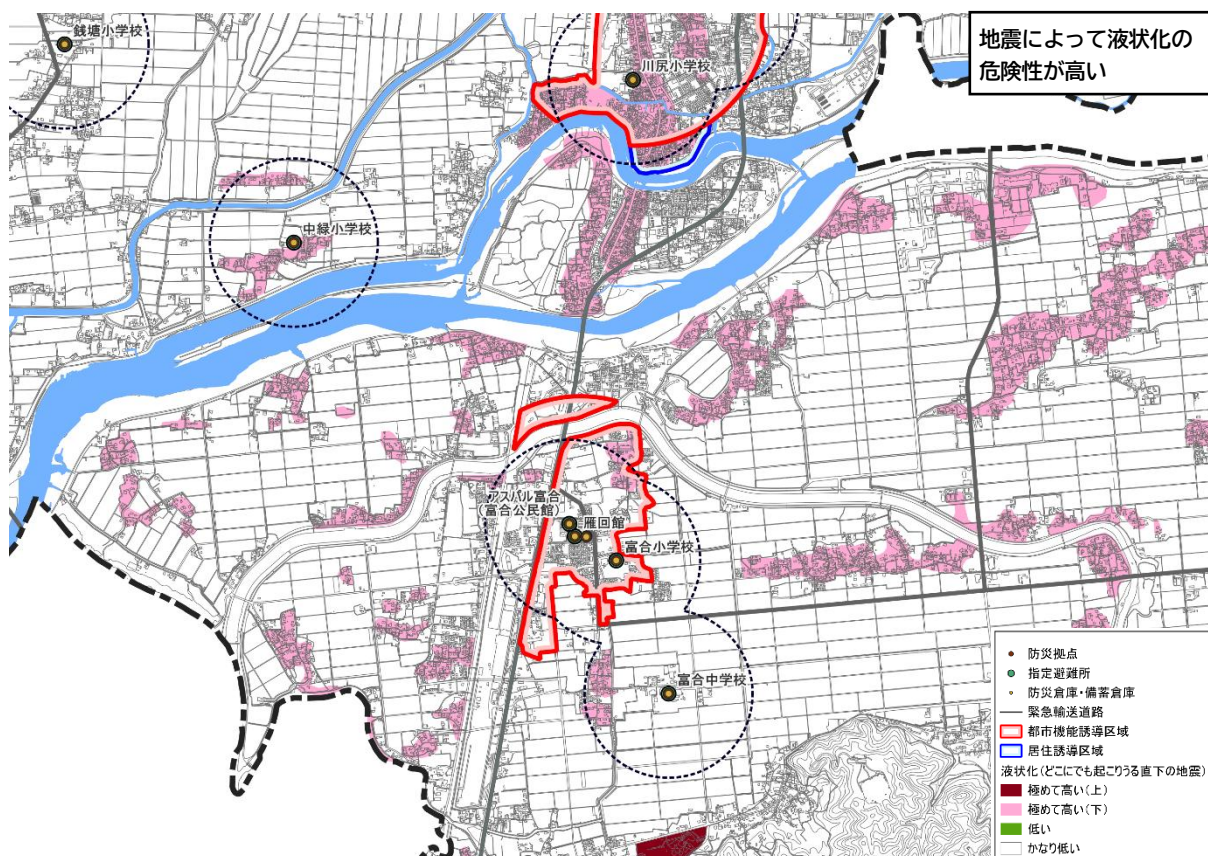 地震によって液状化の
危険性が高い
銭塘小学校
川尻小学校
中緑小学校
アスパル富合
(富合公民館)
雁回館
富合小学校
富合中学校
防災拠点
指定避難所
防災倉庫・備蓄倉庫
緊急輸送道路
都市機能誘導区域
居住誘導区域
液状化(どこにでも起こりうる直下の地震)
極めて高い(上)
極めて高い(下)
低い
かなり低い